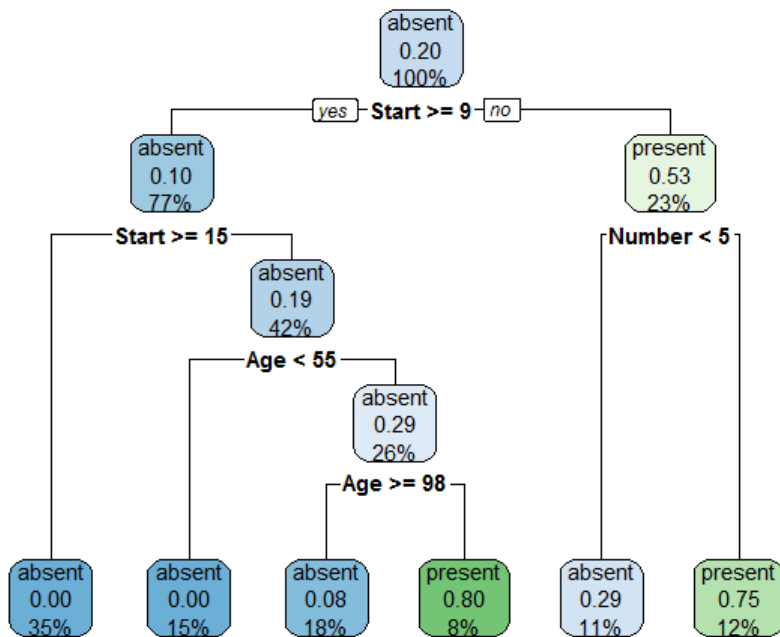 absent
0.20
100%
yes Start >= 9 no
absent
0.10
77%
present
0.53
23%
Start >= 15
Number < 5
absent
0.19
42%
Age < 55
absent
0.29
26%
Age >= 98
absent
0.00
35%
absent
0.00
15%
absent
0.08
18%
present
0.80
8%
absent
0.29
11%
present
0.75
12%